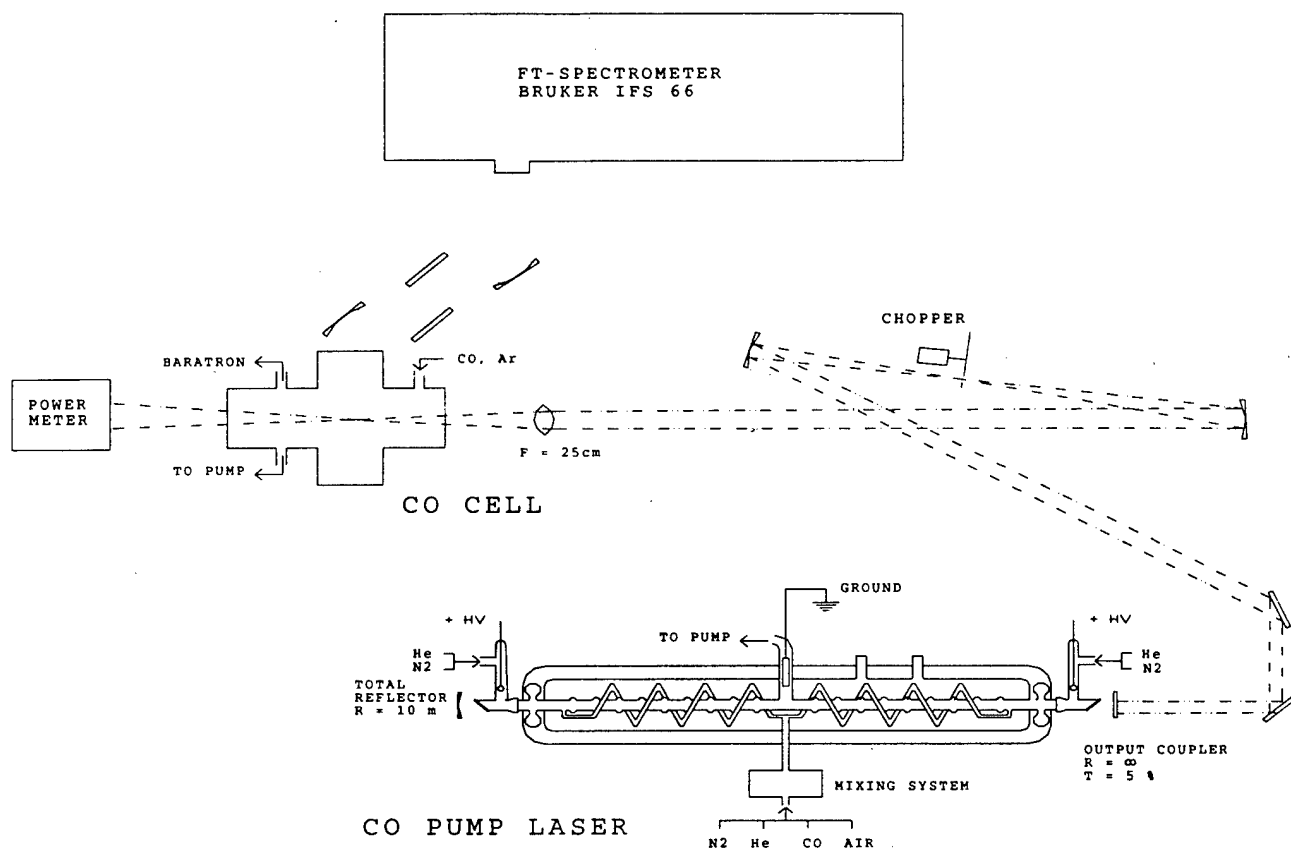 FT-SPECTROMETER
BRUKER IFS 66
CHOPPER
BARATRON
CO, Ar
POWER
METER
TO PUMP
F = 25cm
CO CELL
GROUND
+ HV
+ HV
TO PUMP
He
N2
He
N2
TOTAL
REFLECTOR
R = 10 m
OUTPUT COUPLER
R = ∞
T = 5 %
MIXING SYSTEM
CO PUMP LASER
N2 He CO AIR